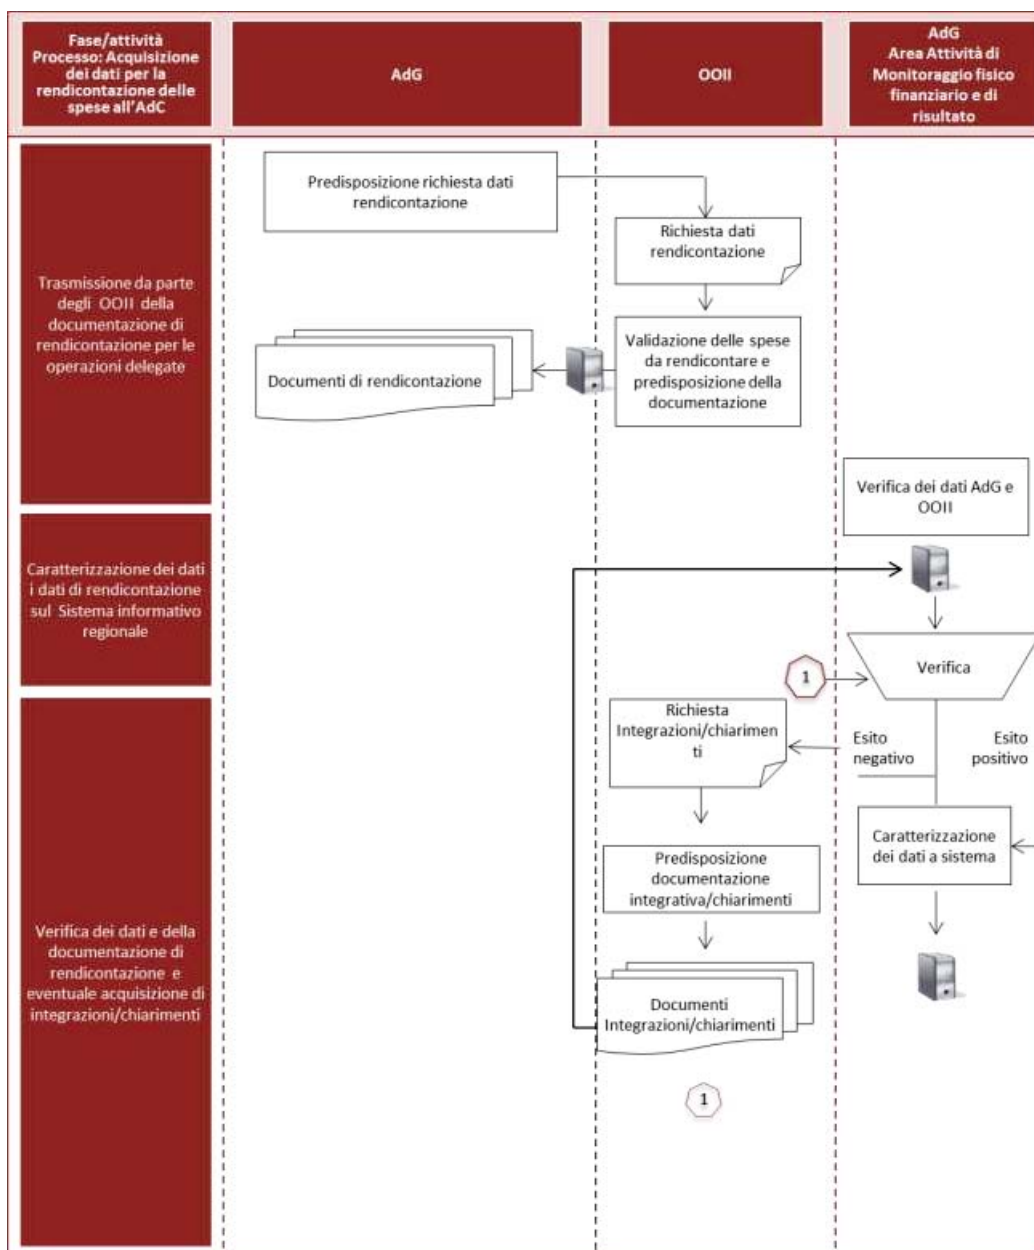 Fase/attività
Processo: Acquisizione
dei dati per la
rendicontazione delle
spese all'AdC
AdG
OOII
AdG
Area Attività di
Monitoraggio fisico
finanziario e di
risultato
Trasmissione da parte
degli OOII della
documentazione di
rendicontazione per le
operazioni delegate
Predisposizione richiesta dati
rendicontazione
Richiesta dati
rendicontazione
Documenti di rendicontazione
Validazione delle spese
da rendicontare e
predisposizione della
documentazione
Verifica dei dati AdG e
OOII
Caratterizzazione dei dati
i dati di rendicontazione
sul Sistema informativo
regionale
Verifica
1
Richiesta
Integrazioni/chiarimen
ti
Esito
negativo
Esito
positivo
Caratterizzazione
dei dati a sistema
Predisposizione
documentazione
integrativa/chiarimenti
Verifica dei dati e della
documentazione di
rendicontazione e
eventuale acquisizione di
integrazioni/chiarimenti
Documenti
Integrazioni/chiarimenti
1